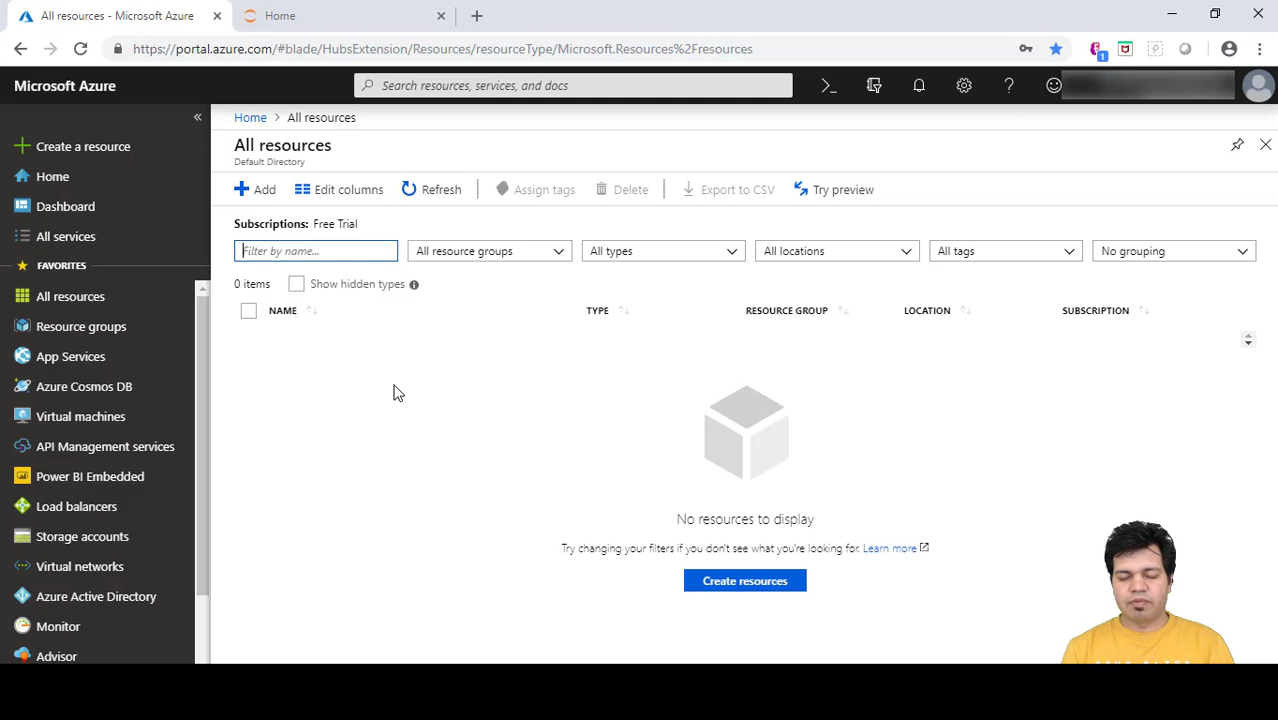 All resources - Microsoft Azure
Home
https://portal.azure.com/#blade/HubsExtension/Resources/resourceType/Microsoft.Resources%2Fresources
1
Microsoft Azure
Search resources, services, and docs
Create a resource
Home
Dashboard
All services
FAVORITES
All resources
Resource groups
App Services
Azure Cosmos DB
Virtual machines
API Management services
Power BI Embedded
Load balancers
Storage accounts
Virtual networks
Azure Active Directory
Monitor
Advisor
Home > All resources
All resources
Default Directory
Add Edit columns Refresh Assign tags Delete Export to CSV Try preview
Subscriptions: Free Trial
Filter by name... All resource groups All types All locations All tags No grouping
0 items Show hidden types
NAME TYPE RESOURCE GROUP LOCATION SUBSCRIPTION
No resources to display
Try changing your filters if you don't see what you're looking for. Learn more
Create resources